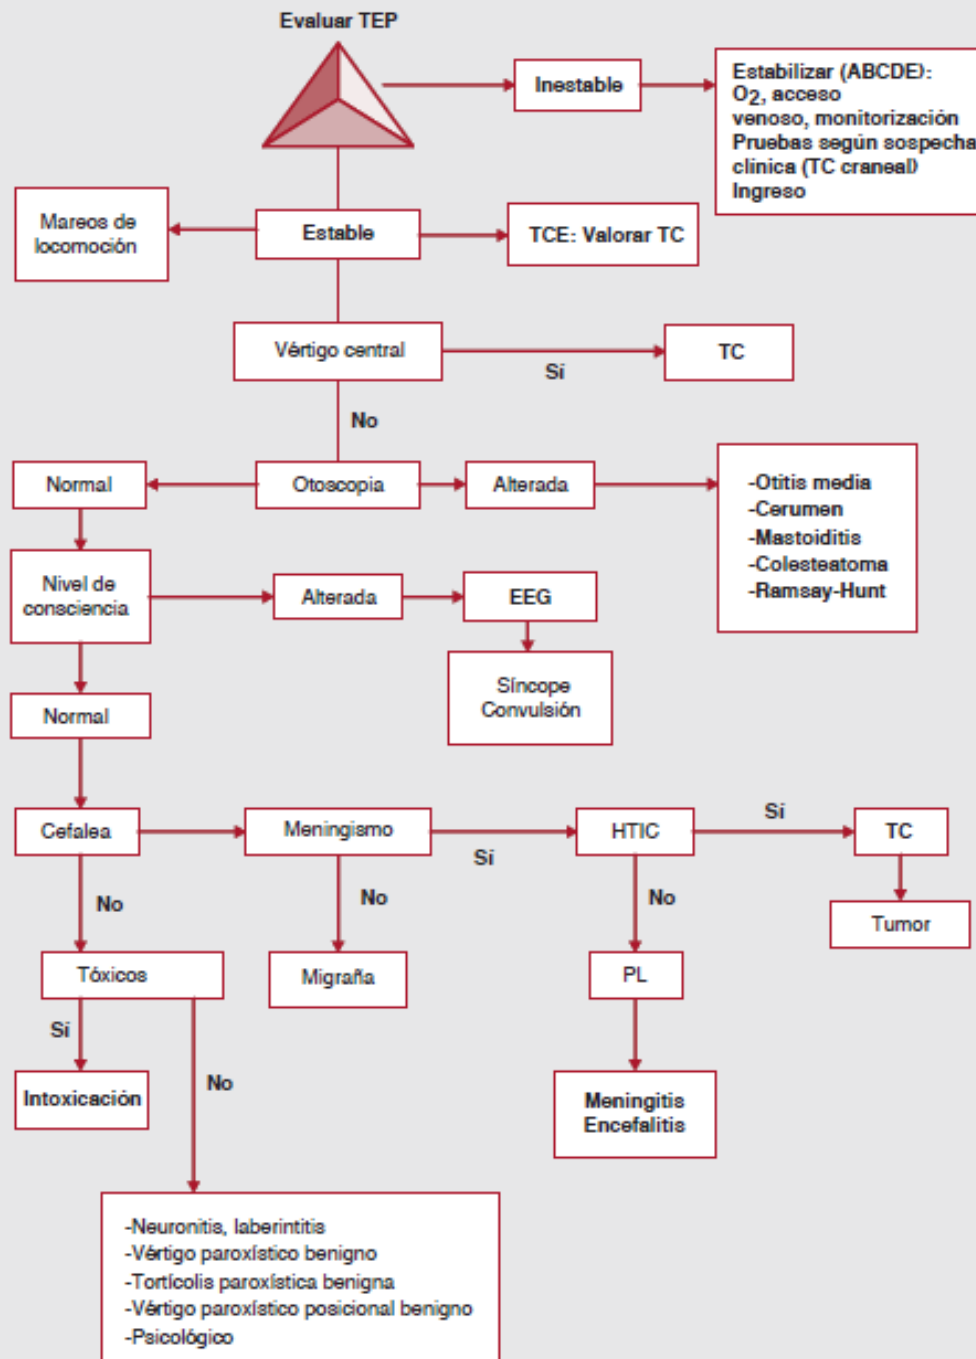 Evaluar TEP
Inestable
Estabilizar (ABCDE):
O2, acceso
venoso, monitorización
Pruebas según sospecha
clínica (TC craneal)
Ingreso
Mareos de
locomoción
Estable
TCE: Valorar TC
Vértigo central
Sí
TC
No
Normal
Otoscopia
Alterada
-Otitis media
-Cerumen
-Mastoiditis
-Colesteatoma
-Ramsay-Hunt
Nivel de
consciencia
Alterada
EEG
Síncope
Convulsión
Normal
Cefalea
Meningismo
Sí
HTIC
Sí
TC
No
No
No
Tumor
Tóxicos
Migraña
PL
Sí
No
Intoxicación
Meningitis
Encefalitis
-Neuronitis, laberintitis
-Vértigo paroxístico benigno
-Tortícolis paroxística benigna
-Vértigo paroxístico posicional benigno
-Psicológico